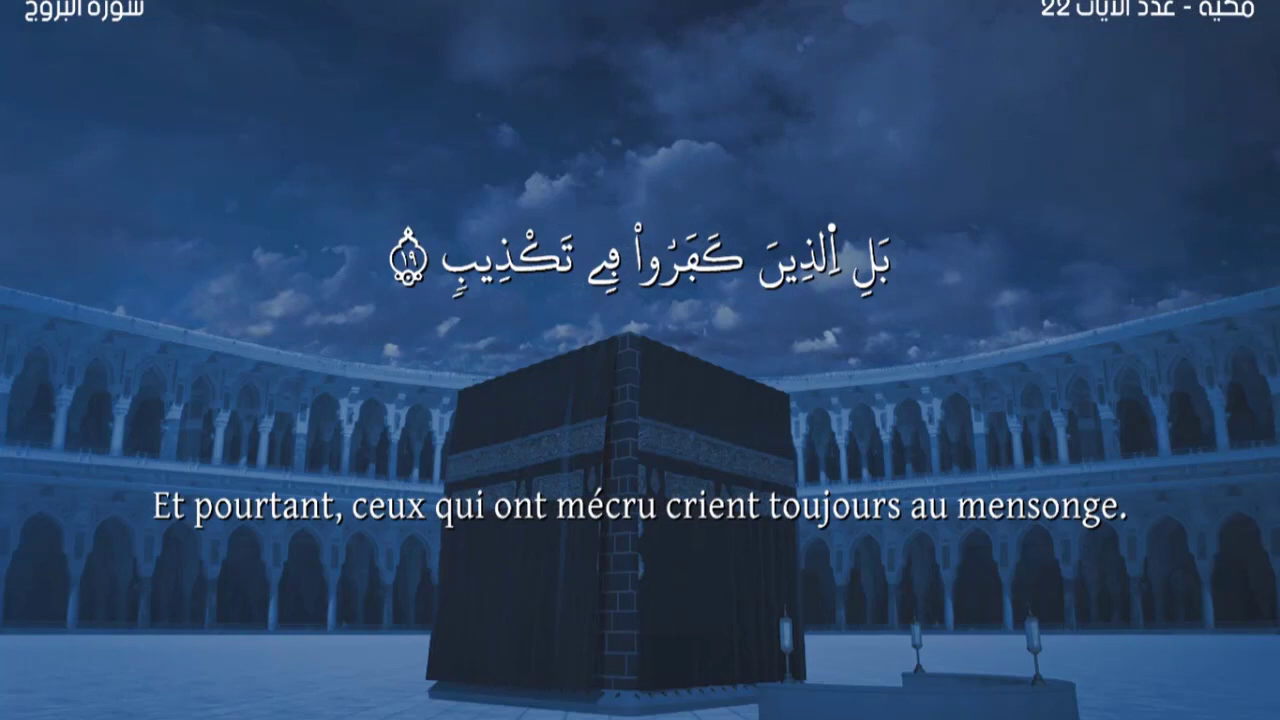 سورة البروج
مكية - عدد الآيات 22
بَلِ اِ۬لذِينَ كَفَرُواْ فِے تَكْذِيبٖ ١٩
Et pourtant, ceux qui ont mécru crient toujours au mensonge.